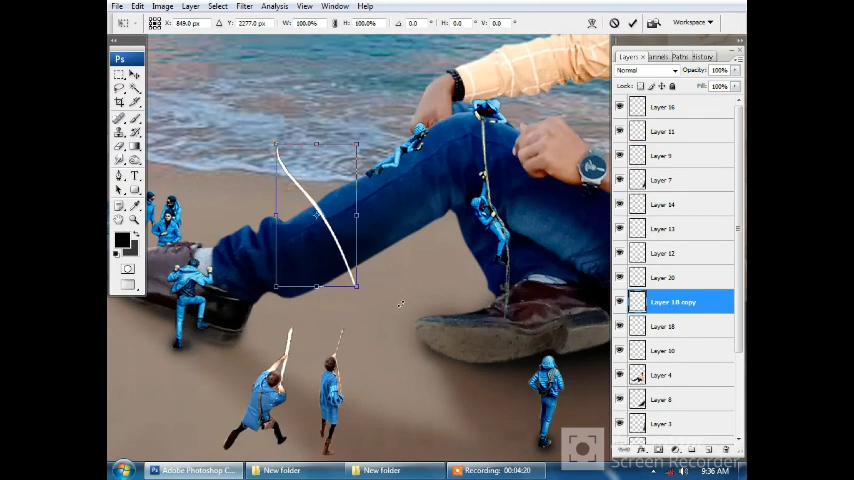 File Edit Image Layer Select Filter Analysis View Window Help
X: 849.0 px Y: 2277.0 px W: 100.0% H: 100.0% 0.0 ° H: 0.0 ° V: 0.0 ° Workspace
Ps
Layers × annels Paths History
Normal Opacity: 100%
Lock: Fill: 100%
Layer 16
Layer 11
Layer 9
Layer 7
Layer 14
Layer 13
Layer 12
Layer 20
Layer 18 copy
Layer 18
Layer 10
Layer 4
Layer 8
Layer 3
Screen Recorder
Ps Adobe Photoshop C... New folder New folder Recording: 00:04:20 9:36 AM